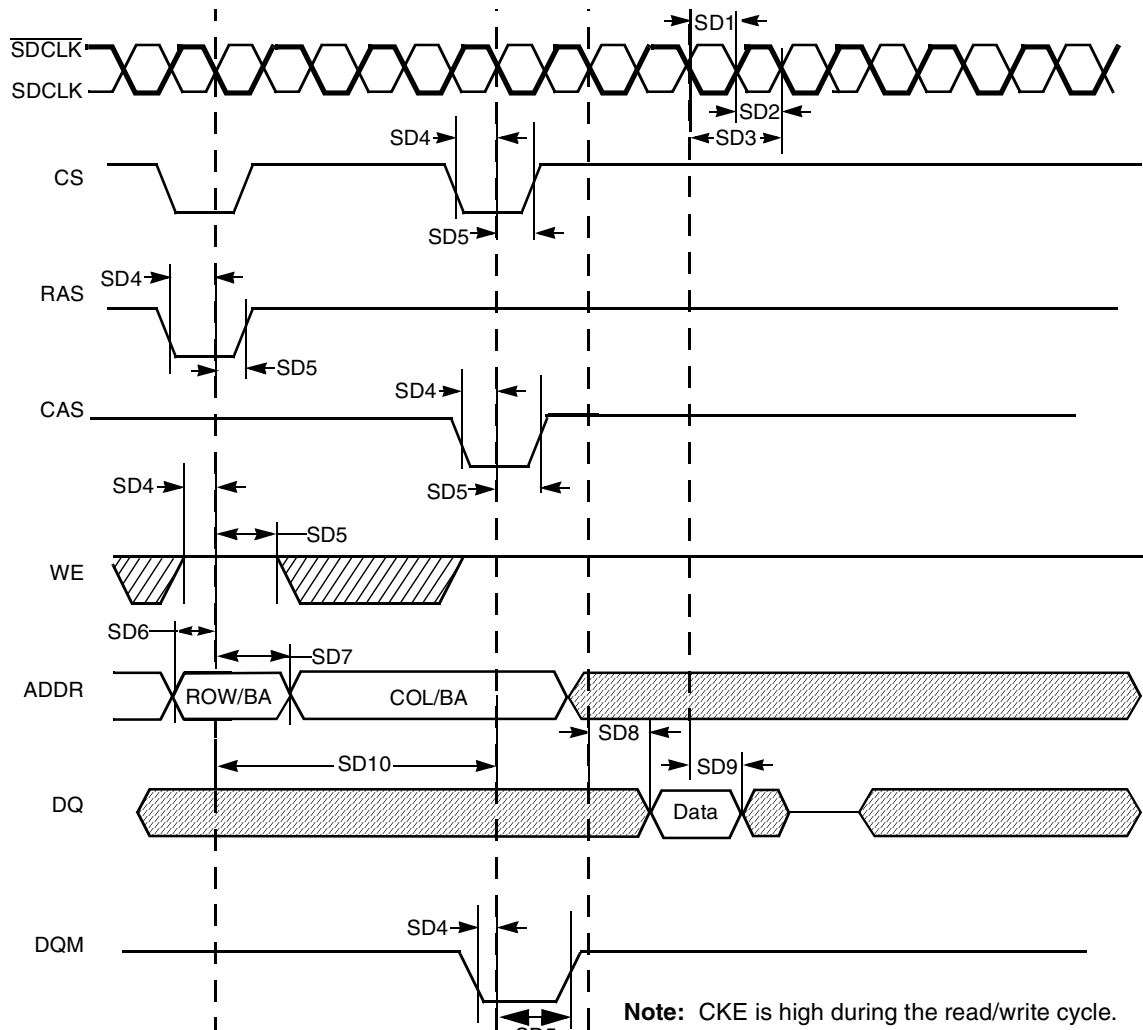 SD1
SDCLK
SDCLK
SD2
SD4
SD3
CS
SD5
SD4
RAS
SD5
SD4
CAS
SD4
SD5
SD5
WE
SD6
SD7
ADDR
ROW/BA
COL/BA
SD8
SD10
SD9
DQ
Data
SD4
DQM
Note: CKE is high during the read/write cycle.